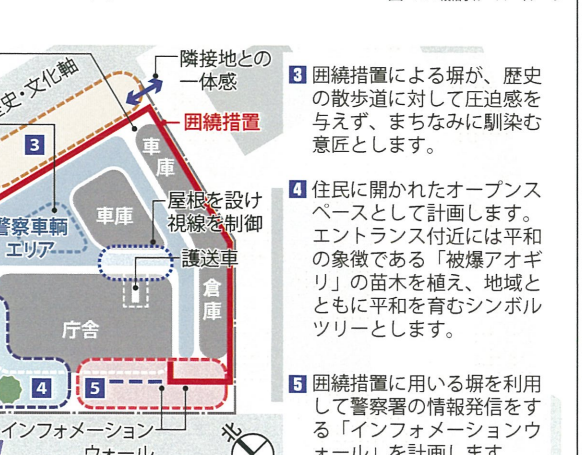 隣接地との
一体感
囲繞措置
史・文化軸
3
車
庫
車庫
屋根を設け
視線を制御
警察車輌
エリア
護送車
倉
庫
庁舎
4
5
インフォメーション
ウォール
北
3 囲繞措置による塀が、歴史
の散歩道に対して圧迫感を
与えず、まちなみに馴染む
意匠とします。
4 住民に開かれたオープンス
ペースとして計画します。
エントランス付近には平和
の象徴である「被爆アオギ
リ」の苗木を植え、地域と
ともに平和を育むシンボル
ツリーとします。
5 囲繞措置に用いる塀を利用
して警察署の情報発信をす
る「インフォメーションウ
ォール」を計画します